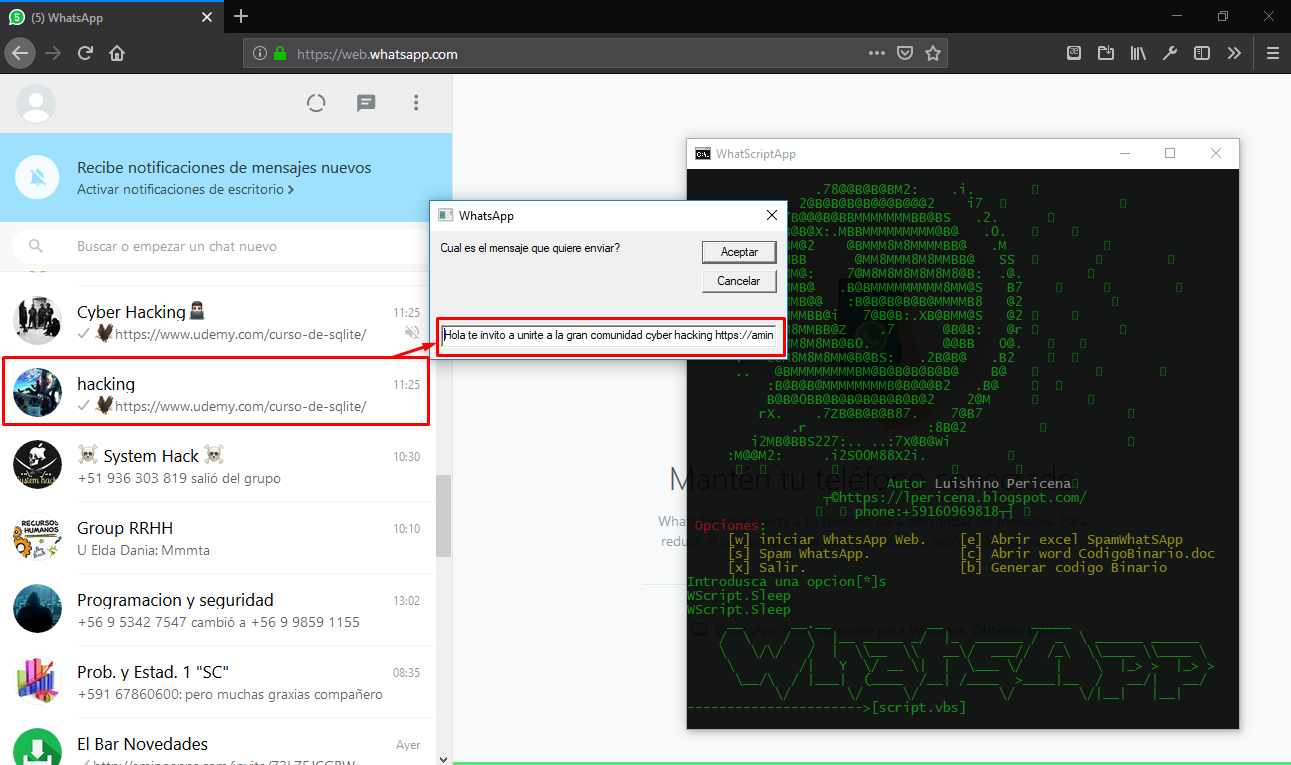 (5) WhatsApp
https://web.whatsapp.com
Recibe notificaciones de mensajes nuevos
Activar notificaciones de escritorio >
Buscar o empezar un chat nuevo
Cyber Hacking
11:25
https://www.udemy.com/curso-de-sqlite/
hacking
11:25
https://www.udemy.com/curso-de-sqlite/
System Hack
10:30
+51 936 303 819 salió del grupo
Group RRHH
10:10
U Elda Dania: Mmmta
Programacion y seguridad
13:02
+56 9 5342 7547 cambió a +56 9 9859 1155
Prob. y Estad. 1 "SC"
08:35
+591 67860600: pero muchas graxias compañero
El Bar Novedades
Ayer
WhatsApp
Cual es el mensaje que quiere enviar?
Aceptar
Cancelar
Hola te invito a unirte a la gran comunidad cyber hacking https://amin
WhatScriptApp
Autor Luishino Pericena
©https://lpericena.blogspot.com/
phone:+59160969818
Opciones:
[w] iniciar WhatsApp Web. [e] Abrir excel SpamWhatSApp
[s] Spam WhatsApp. [c] Abrir word CodigoBinario.doc
[x] Salir. [b] Generar codigo Binario
Introdusca una opcion[*]s
WScript.Sleep
WScript.Sleep
---------------------->[script.vbs]
Mantén tu teléfono conectado